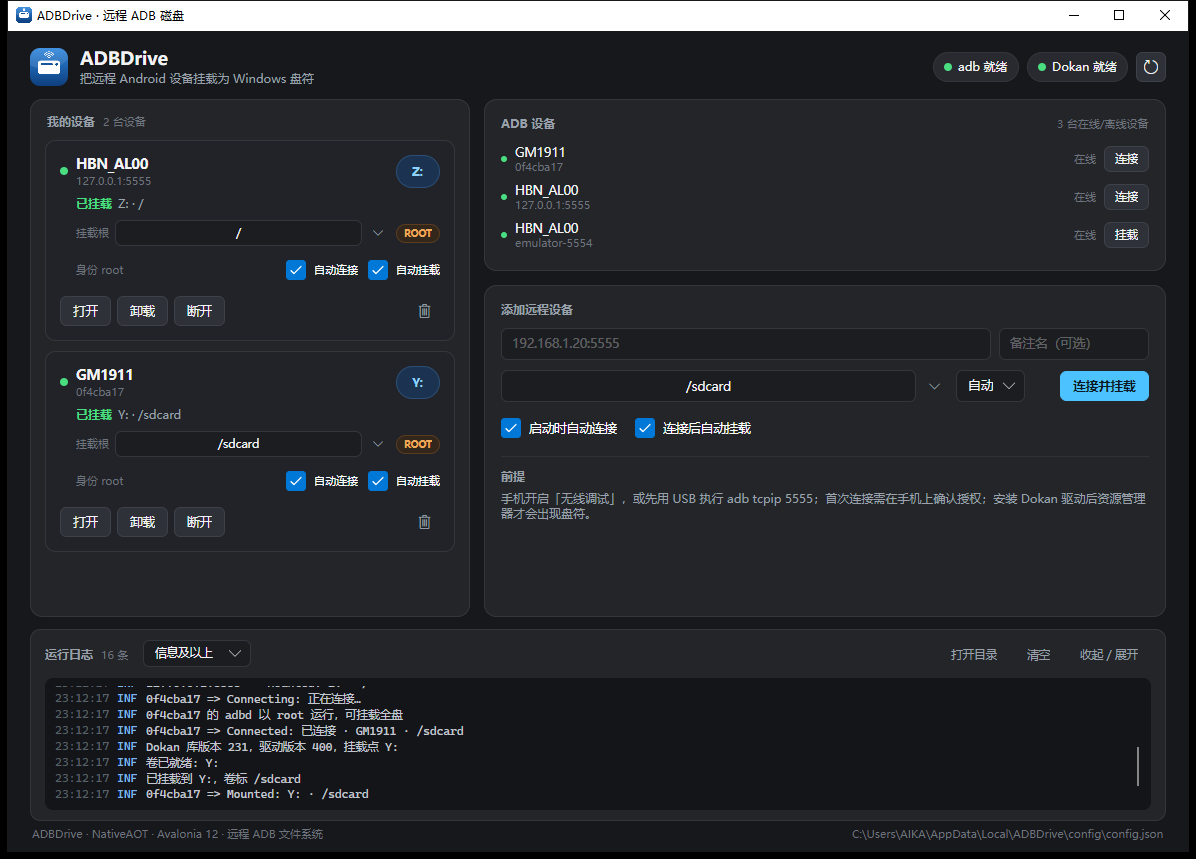 ADBDrive · 远程 ADB 磁盘
ADBDrive
把远程 Android 设备挂载为 Windows 盘符
adb 就绪
Dokan 就绪
我的设备 2 台设备
HBN_AL00
127.0.0.1:5555
Z:
已挂载 Z: · /
挂载根 / ROOT
身份 root 自动连接 自动挂载
打开 卸载 断开
GM1911
0f4cba17
Y:
已挂载 Y: · /sdcard
挂载根 /sdcard ROOT
身份 root 自动连接 自动挂载
打开 卸载 断开
ADB 设备 3 台在线/离线设备
GM1911
0f4cba17
在线 连接
HBN_AL00
127.0.0.1:5555
在线 连接
HBN_AL00
emulator-5554
在线 挂载
添加远程设备
192.168.1.20:5555 备注名（可选）
/sdcard 自动 连接并挂载
启动时自动连接 连接后自动挂载
前提
手机开启「无线调试」，或先用 USB 执行 adb tcpip 5555；首次连接需在手机上确认授权；安装 Dokan 驱动后资源管理
器才会出现盘符。
运行日志 16 条 信息及以上 打开目录 清空 收起 / 展开
23:12:17 INF 0f4cba17 => Connecting: 正在连接…
23:12:17 INF 0f4cba17 的 adbd 以 root 运行，可挂载全盘
23:12:17 INF 0f4cba17 => Connected: 已连接 · GM1911 · /sdcard
23:12:17 INF Dokan 库版本 231，驱动版本 400，挂载点 Y:
23:12:17 INF 卷已就绪: Y:
23:12:17 INF 已挂载到 Y:，卷标 /sdcard
23:12:17 INF 0f4cba17 => Mounted: Y: · /sdcard
ADBDrive · NativeAOT · Avalonia 12 · 远程 ADB 文件系统
C:\Users\AIKA\AppData\Local\ADBDrive\config\config.json